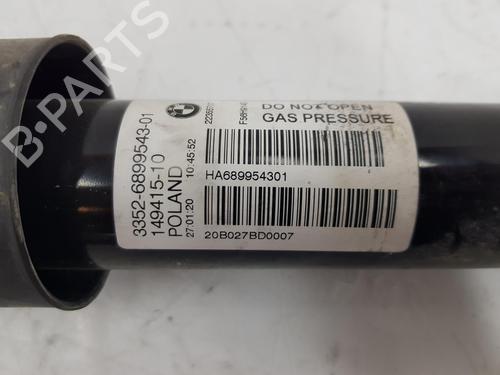 B-PARTS
BMW
DO NOT OPEN
GAS PRESSURE
HA689954301
20B027BD0007
3352-6899543-01
149415-10
POLAND
27.01.20 10:45:52